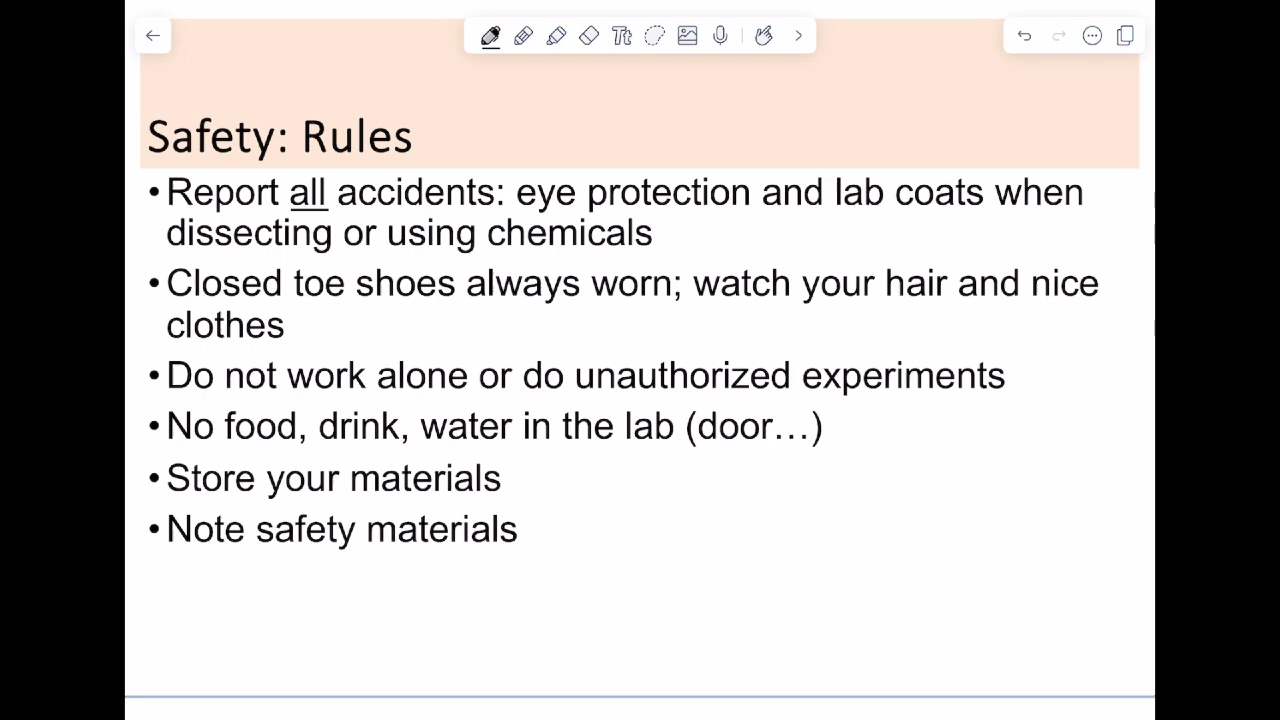 Tt
Safety: Rules
•Report all accidents: eye protection and lab coats when
dissecting or using chemicals
•Closed toe shoes always worn; watch your hair and nice
clothes
•Do not work alone or do unauthorized experiments
•No food, drink, water in the lab (door…)
•Store your materials
•Note safety materials